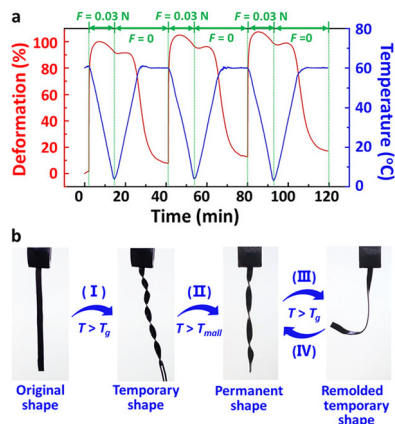 a
F = 0.03 N F = 0.03 N F = 0.03 N
F = 0 F = 0 F =0
Deformation (%)
100
80
60
40
20
0
Temperature (°C)
80
60
40
20
0
0 20 40 60 80 100 120
Time (min)
b
(Ⅰ) (Ⅱ) (Ⅲ)
T > Tg T > Tmall T > Tg
(Ⅳ)
Original Temporary Permanent Remolded
shape shape shape temporary
shape